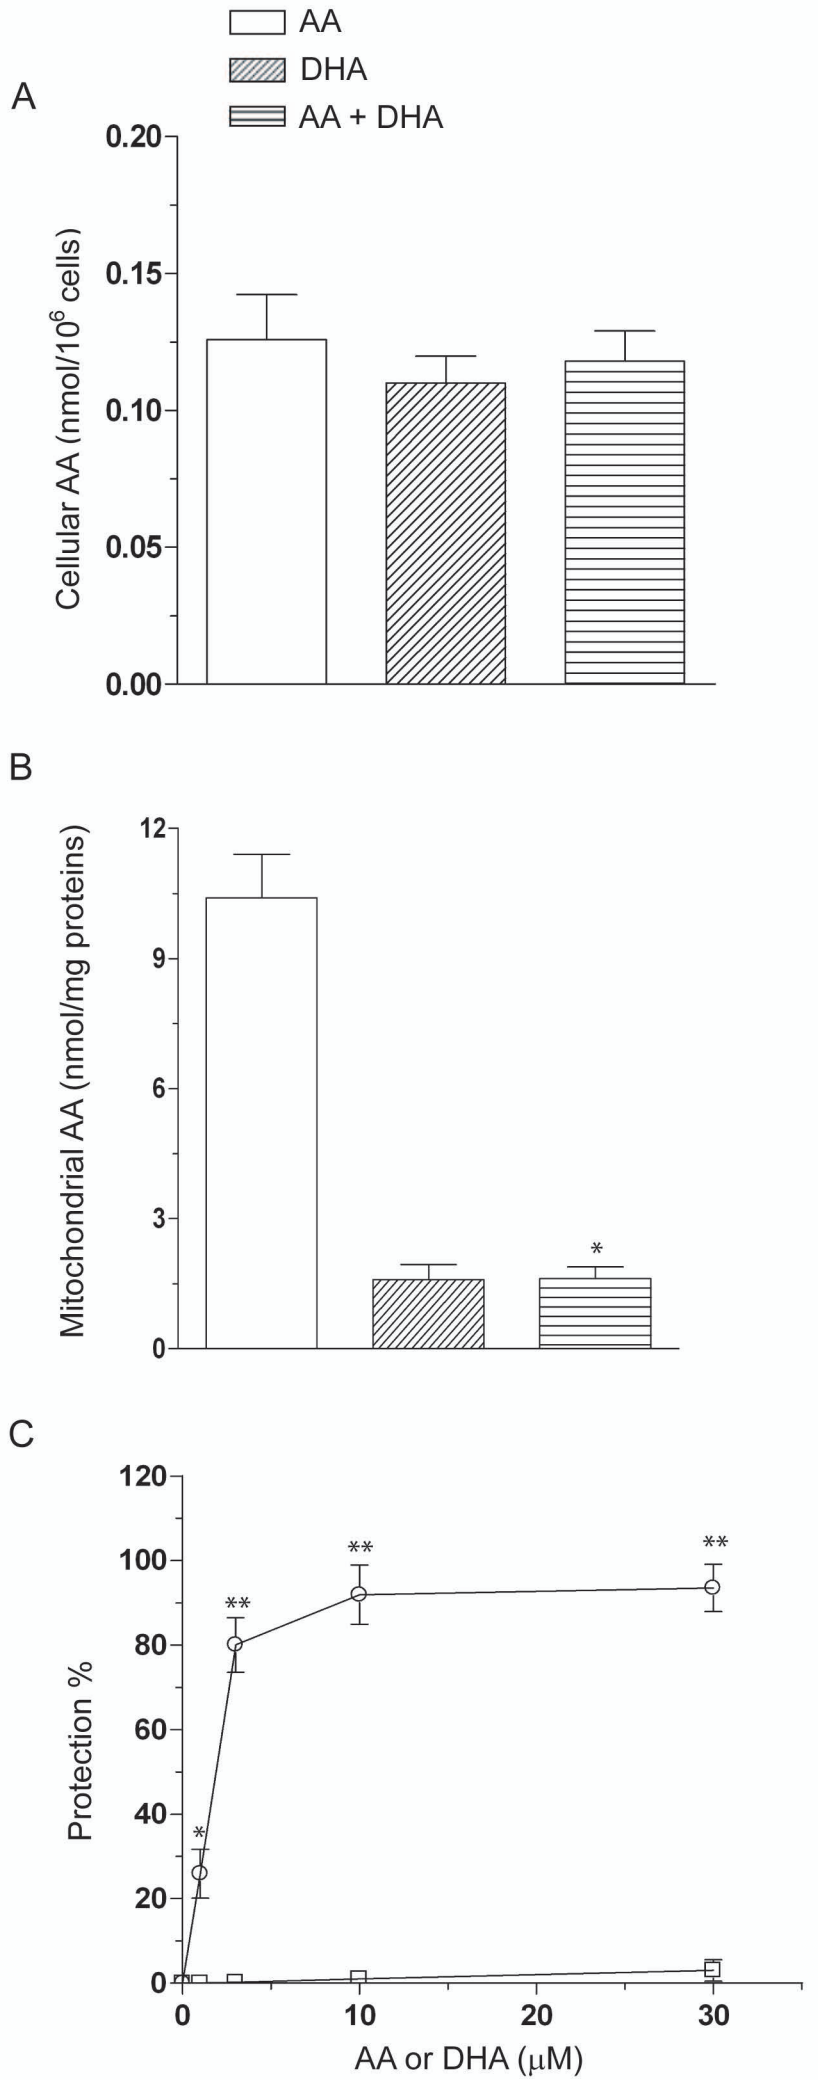 AA
DHA
AA + DHA
A
0.20
0.15
0.10
0.05
0.00
Cellular AA (nmol/10⁶ cells)
B
12
9
6
3
0
Mitochondrial AA (nmol/mg proteins)
*
C
120
100
80
60
40
20
0
Protection %
*
**
**
**
0 10 20 30
AA or DHA (µM)